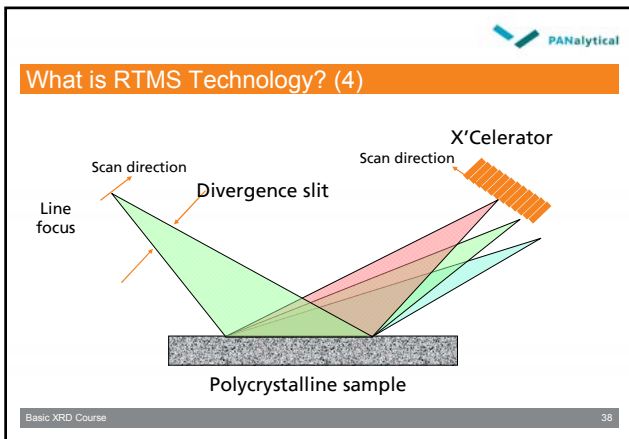 PANalytical
What is RTMS Technology? (4)
X'Celerator
Scan direction
Scan direction
Divergence slit
Line
focus
Polycrystalline sample
Basic XRD Course
38